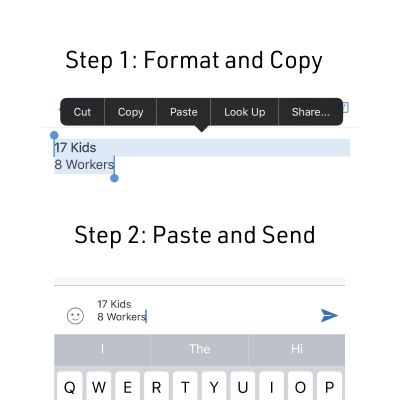 Step 1: Format and Copy
Cut Copy Paste Look Up Share...
17 Kids
8 Workers
Step 2: Paste and Send
17 Kids
8 Workers
I The Hi
Q W E R T Y U I O P